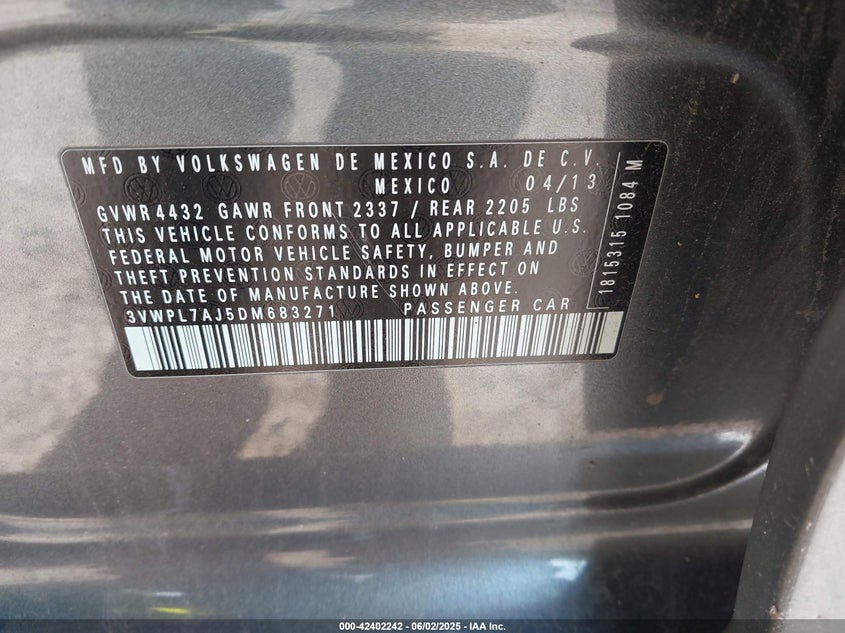 MFD BY VOLKSWAGEN DE MEXICO S.A. DE C.V.
MEXICO 04/13
GVWR 4432 GAWR FRONT 2337 / REAR 2205 LBS
THIS VEHICLE CONFORMS TO ALL APPLICABLE U.S.
FEDERAL MOTOR VEHICLE SAFETY, BUMPER AND
THEFT PREVENTION STANDARDS IN EFFECT ON
THE DATE OF MANUFACTURE SHOWN ABOVE.
3VWPL7AJ5DM683271 PASSENGER CAR
1815315 1084 M
000-42402242 - 06/02/2025 - IAA Inc.